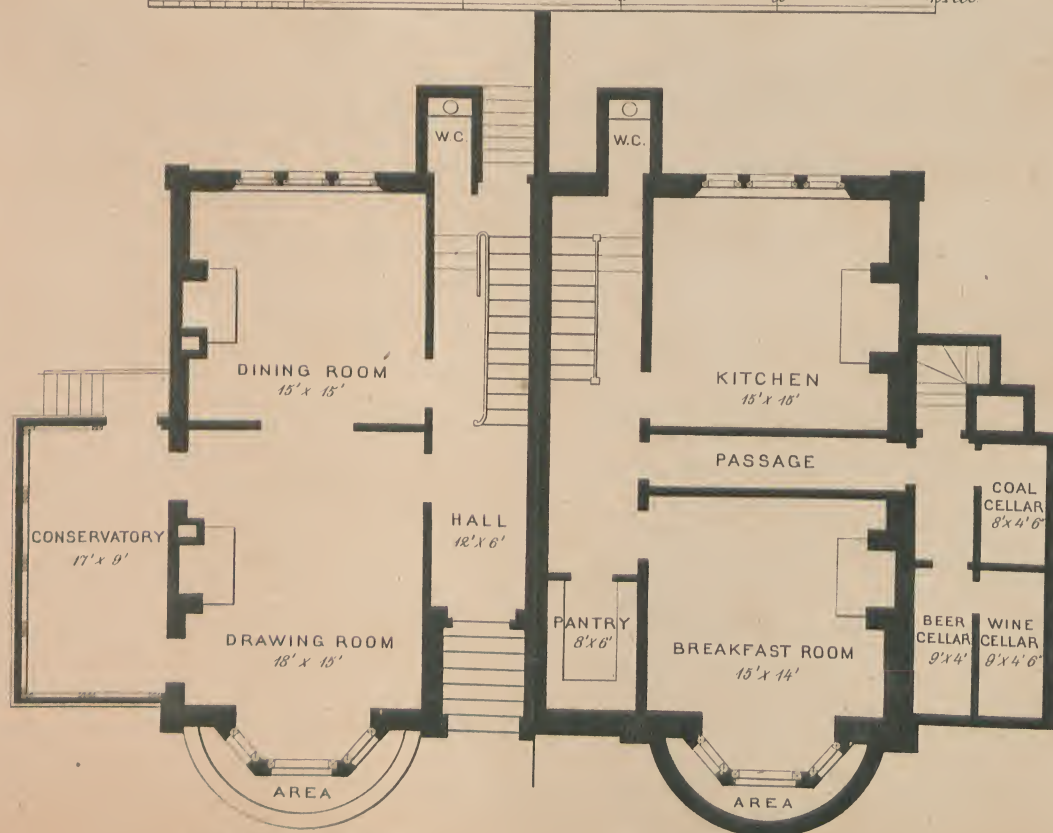 W.C.
W.C.
DINING ROOM
15' x 15'
KITCHEN
15' x 15'
PASSAGE
COAL
CELLAR
8' x 4' 6"
CONSERVATORY
17' x 9'
HALL
12' x 6'
DRAWING ROOM
18' x 15'
PANTRY
8' x 6'
BREAKFAST ROOM
15' x 14'
BEER
CELLAR
9' x 4'
WINE
CELLAR
9' x 4' 6"
AREA
AREA